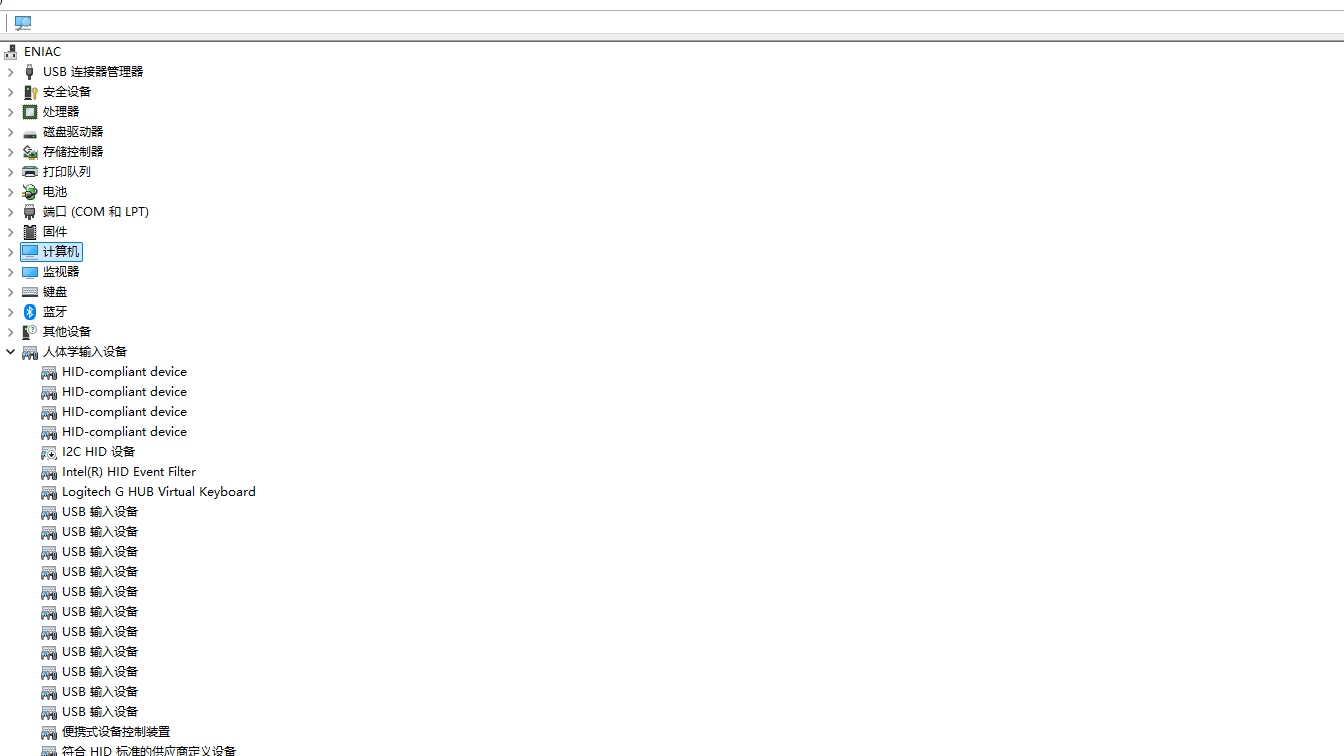 ENIAC
USB 连接器管理器
安全设备
处理器
磁盘驱动器
存储控制器
打印队列
电池
端口 (COM 和 LPT)
固件
计算机
监视器
键盘
蓝牙
其他设备
人体学输入设备
HID-compliant device
HID-compliant device
HID-compliant device
HID-compliant device
I2C HID 设备
Intel(R) HID Event Filter
Logitech G HUB Virtual Keyboard
USB 输入设备
USB 输入设备
USB 输入设备
USB 输入设备
USB 输入设备
USB 输入设备
USB 输入设备
USB 输入设备
USB 输入设备
USB 输入设备
USB 输入设备
便携式设备控制装置
符合 HID 标准的供应商定义设备